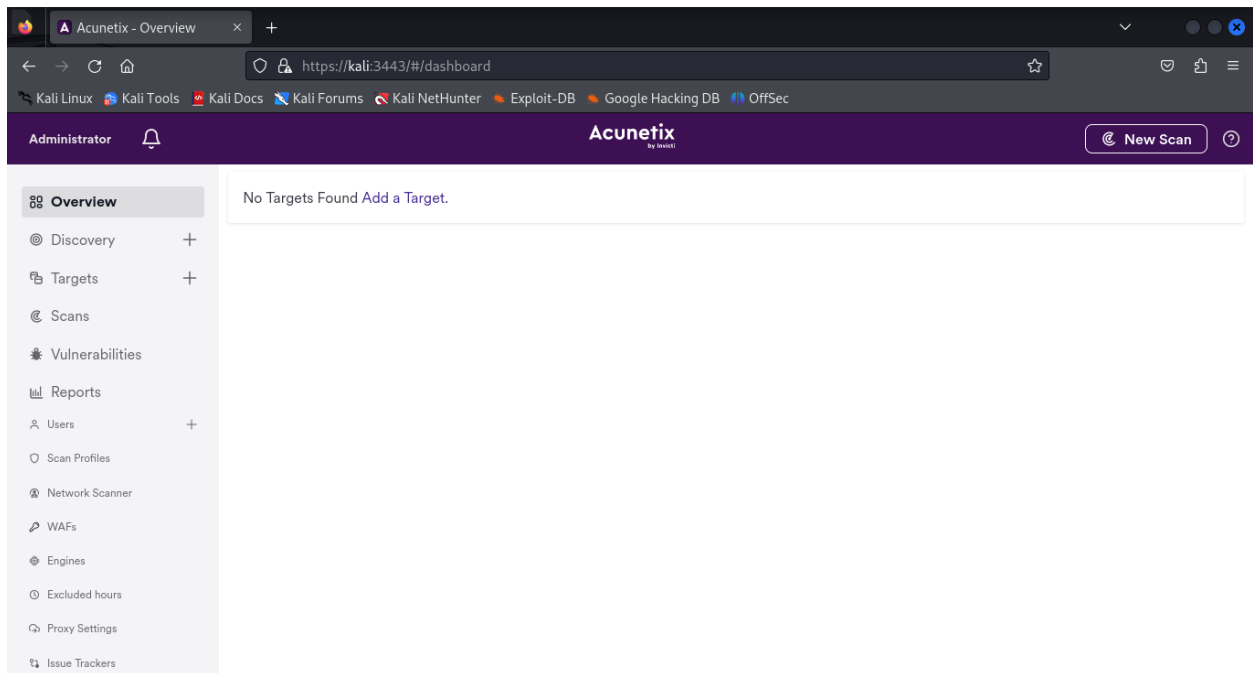 Acunetix - Overview
https://kali:3443/#/dashboard
Kali Linux Kali Tools Kali Docs Kali Forums Kali NetHunter Exploit-DB Google Hacking DB OffSec
Administrator Acunetix New Scan
by Invicti
Overview
Discovery
Targets
Scans
Vulnerabilities
Reports
Users
Scan Profiles
Network Scanner
WAFs
Engines
Excluded hours
Proxy Settings
Issue Trackers
No Targets Found Add a Target.